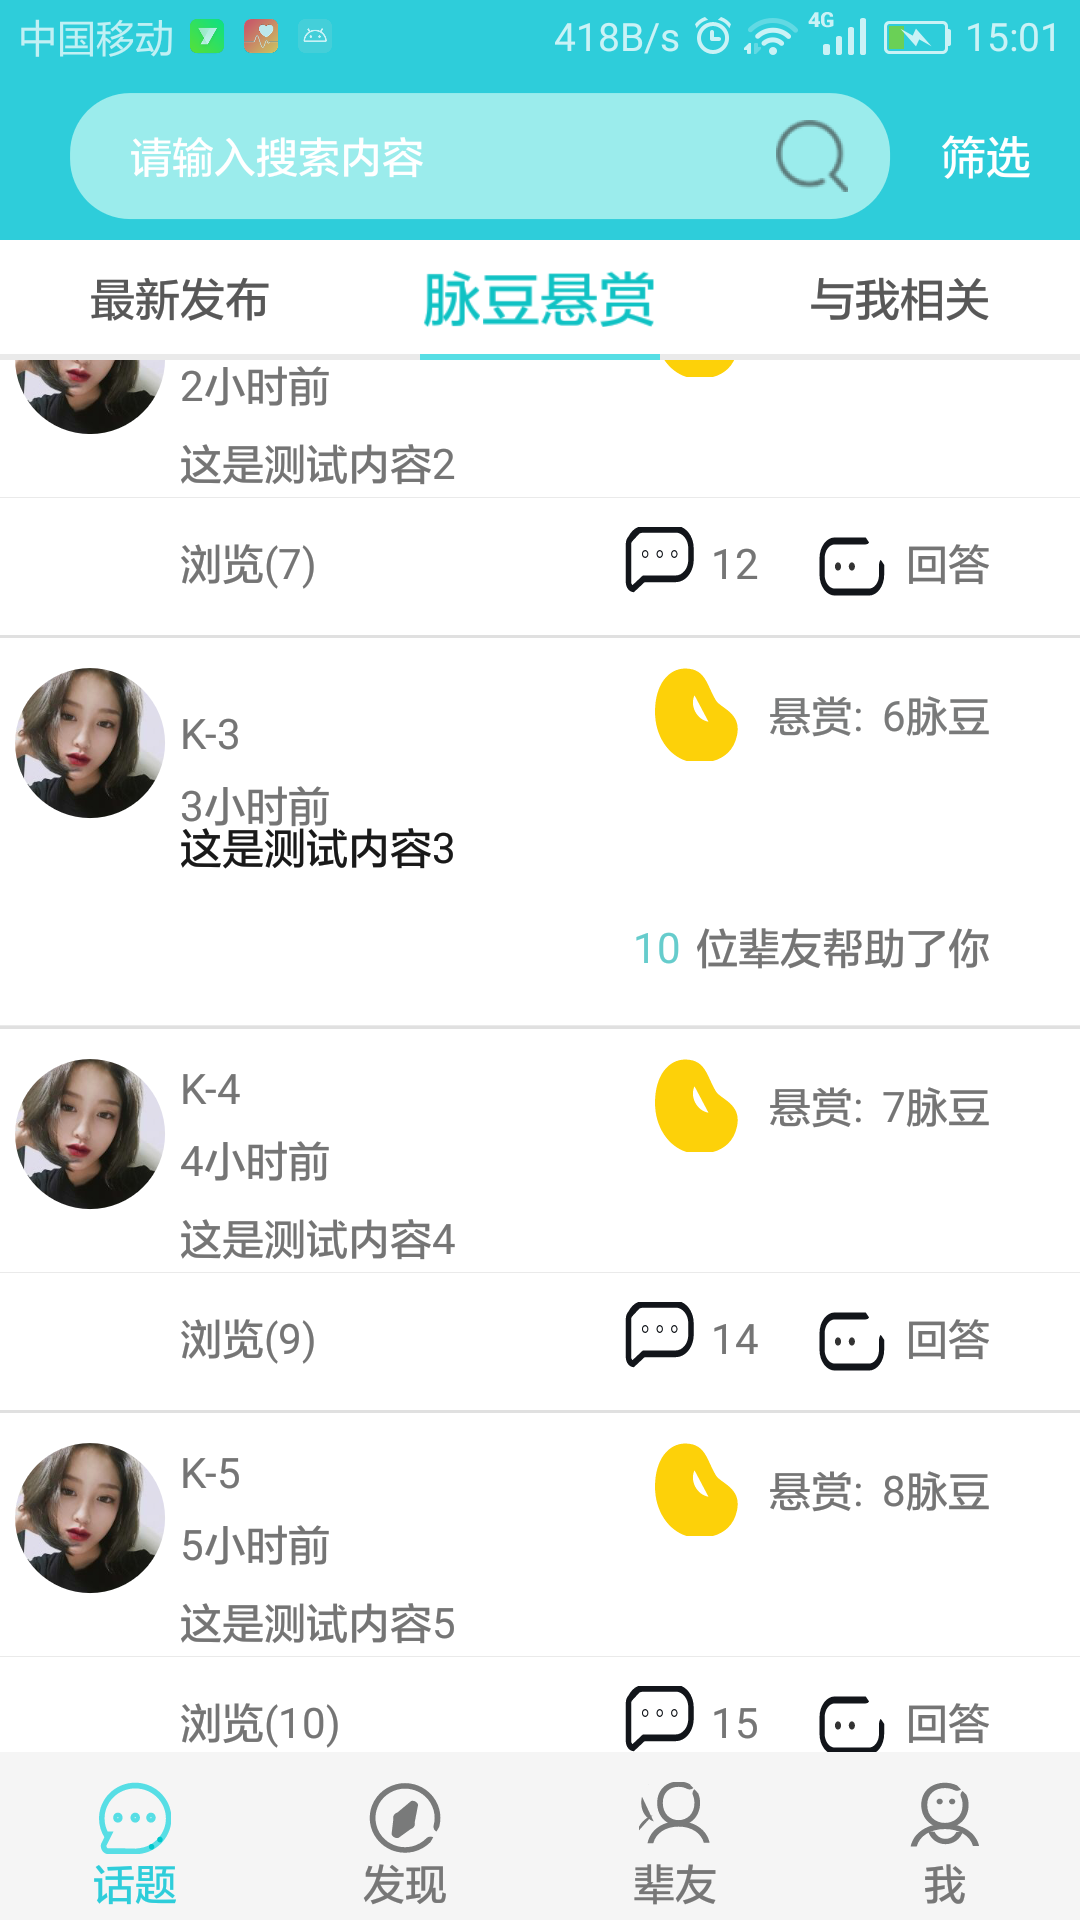 中国移动 418B/s 4G 15:01
请输入搜索内容 筛选
最新发布 脉豆悬赏 与我相关
2小时前
这是测试内容2
浏览(7) 12 回答
K-3 悬赏: 6脉豆
3小时前
这是测试内容3
10 位辈友帮助了你
K-4 悬赏: 7脉豆
4小时前
这是测试内容4
浏览(9) 14 回答
K-5 悬赏: 8脉豆
5小时前
这是测试内容5
浏览(10) 15 回答
话题 发现 辈友 我